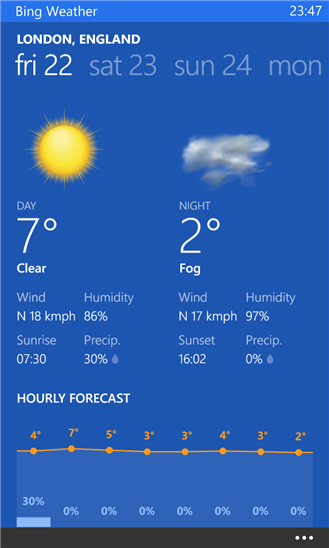 Bing Weather 23:47
LONDON, ENGLAND
fri 22 sat 23 sun 24 mon
DAY NIGHT
7° 2°
Clear Fog
Wind Humidity Wind Humidity
N 18 kmph 86% N 17 kmph 97%
Sunrise Precip. Sunset Precip.
07:30 30% 16:02 0%
HOURLY FORECAST
4° 7° 5° 3° 3° 4° 3° 2°
30% 0% 0% 0% 0% 0% 0% 0%